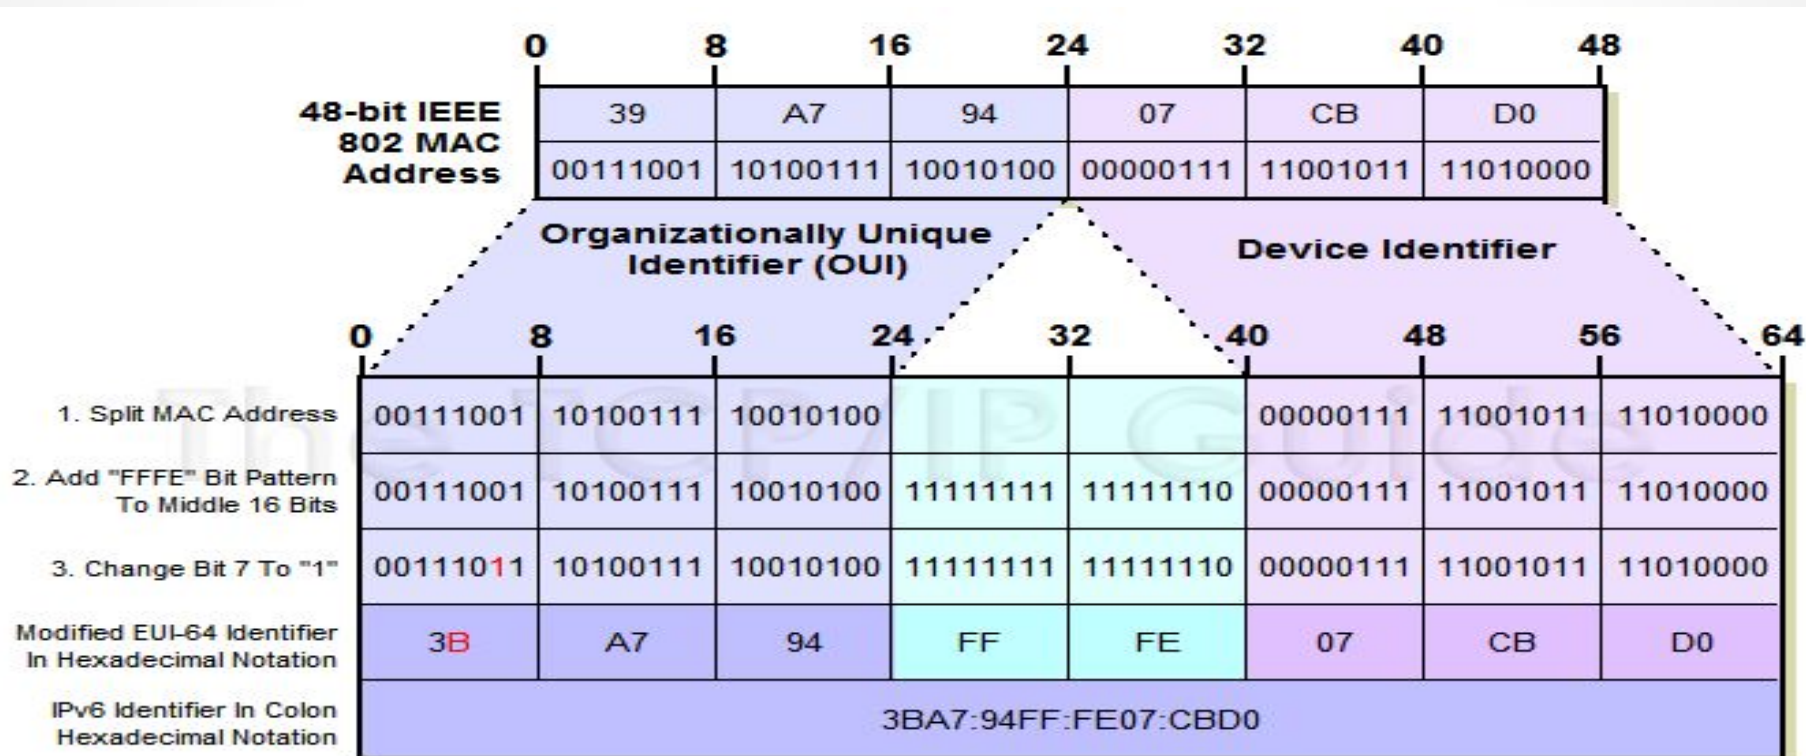 0 8 16 24 32 40 48
48-bit IEEE
802 MAC
Address
39 A7 94 07 CB D0
00111001 10100111 10010100 00000111 11001011 11010000
Organizationally Unique
Identifier (OUI)
Device Identifier
0 8 16 24 32 40 48 56 64
The TCP/IP Guide
1. Split MAC Address 00111001 10100111 10010100 00000111 11001011 11010000
2. Add "FFFE" Bit Pattern
To Middle 16 Bits
00111001 10100111 10010100 11111111 11111110 00000111 11001011 11010000
3. Change Bit 7 To "1" 00111011 10100111 10010100 11111111 11111110 00000111 11001011 11010000
Modified EUI-64 Identifier
In Hexadecimal Notation
3B A7 94 FF FE 07 CB D0
IPv6 Identifier In Colon
Hexadecimal Notation
3BA7:94FF:FE07:CBD0